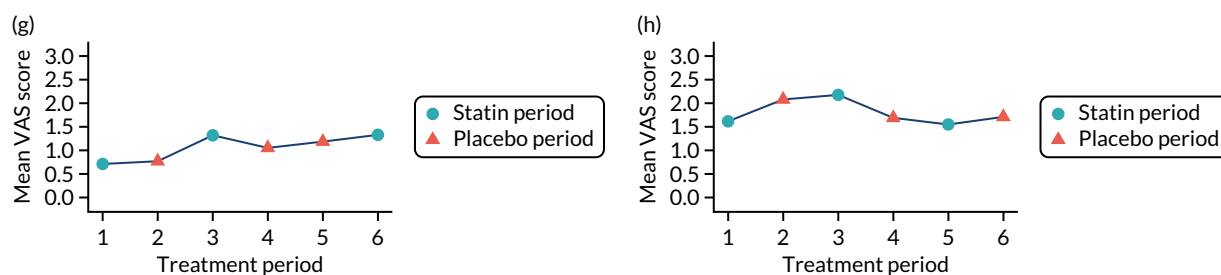 (g)
Mean VAS score
3.0
2.5
2.0
1.5
1.0
0.5
0.0
1 2 3 4 5 6
Treatment period
Statin period
Placebo period
(h)
Mean VAS score
3.0
2.5
2.0
1.5
1.0
0.5
0.0
1 2 3 4 5 6
Treatment period
Statin period
Placebo period